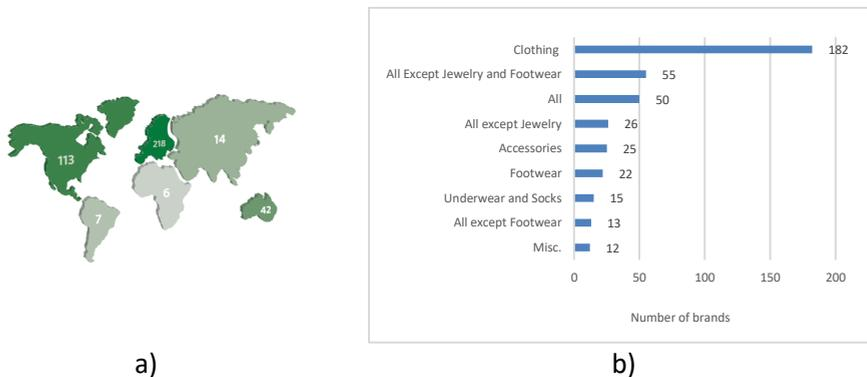 113
218
14
7
6
42
Clothing 182
All Except Jewelry and Footwear 55
All 50
All except Jewelry 26
Accessories 25
Footwear 22
Underwear and Socks 15
All except Footwear 13
Misc. 12
0 50 100 150 200
Number of brands
a) b)